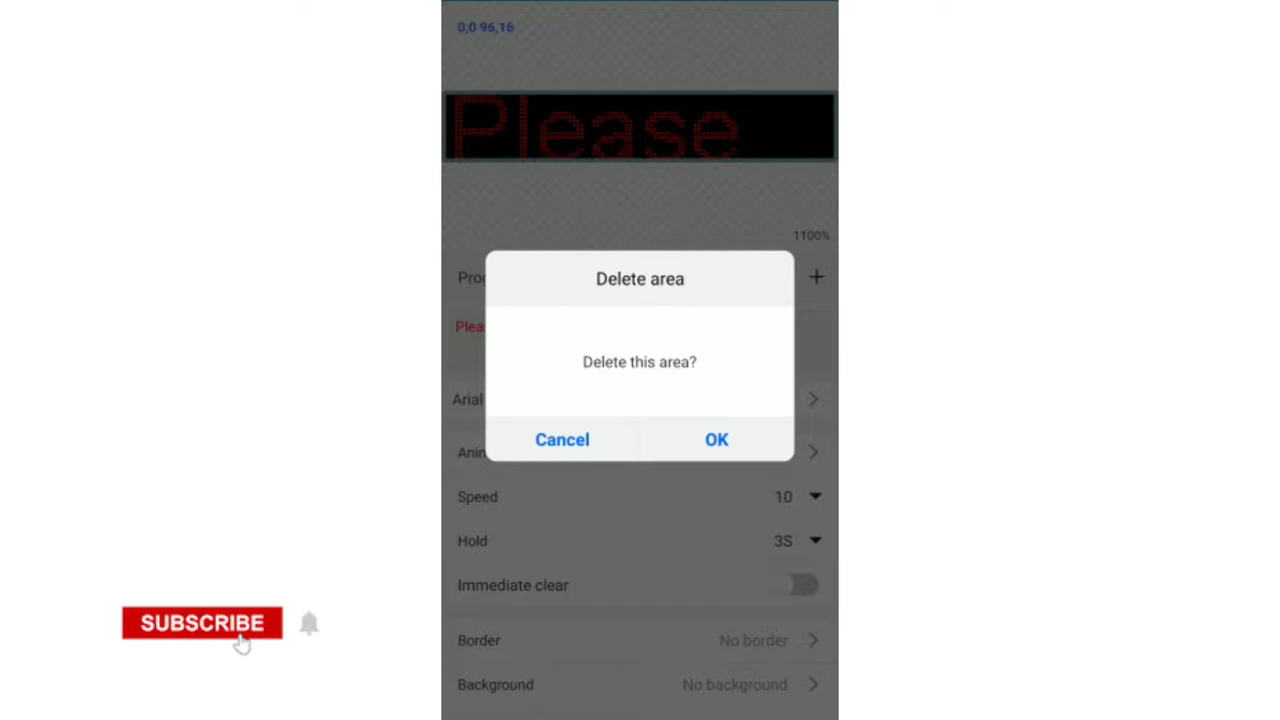 0,0 96,16
Please
1100%
Prog
+
Plea
Delete area
Delete this area?
Cancel
OK
Arial
Anin
Speed
10
Hold
3S
Immediate clear
Border
No border
Background
No background
SUBSCRIBE